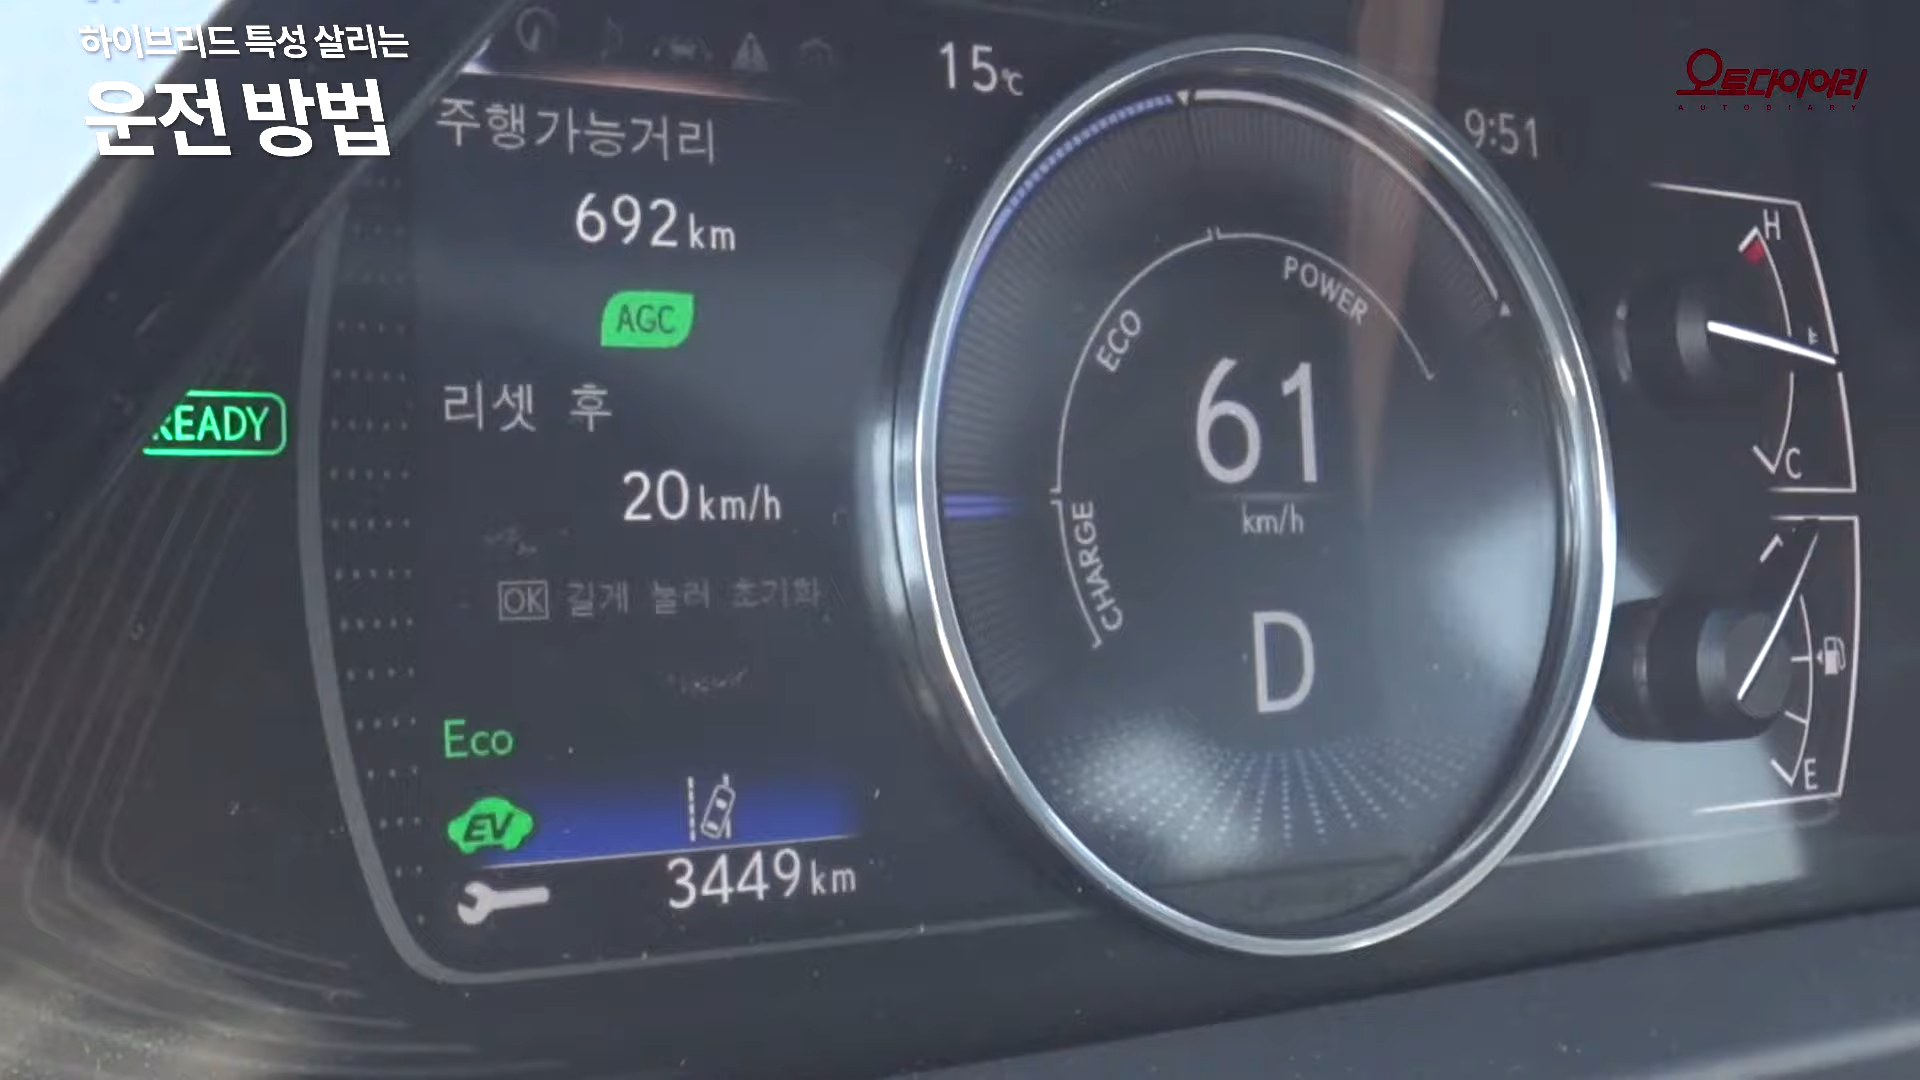 하이브리드 특성 살리는
운전 방법
오토다이어리
AUTODIARY
15℃
9:51
주행가능거리
692km
AGC
READY
리셋 후
20km/h
OK 길게 눌러 초기화
Eco
EV
3449km
POWER
ECO
CHARGE
61
km/h
D
H
C
E